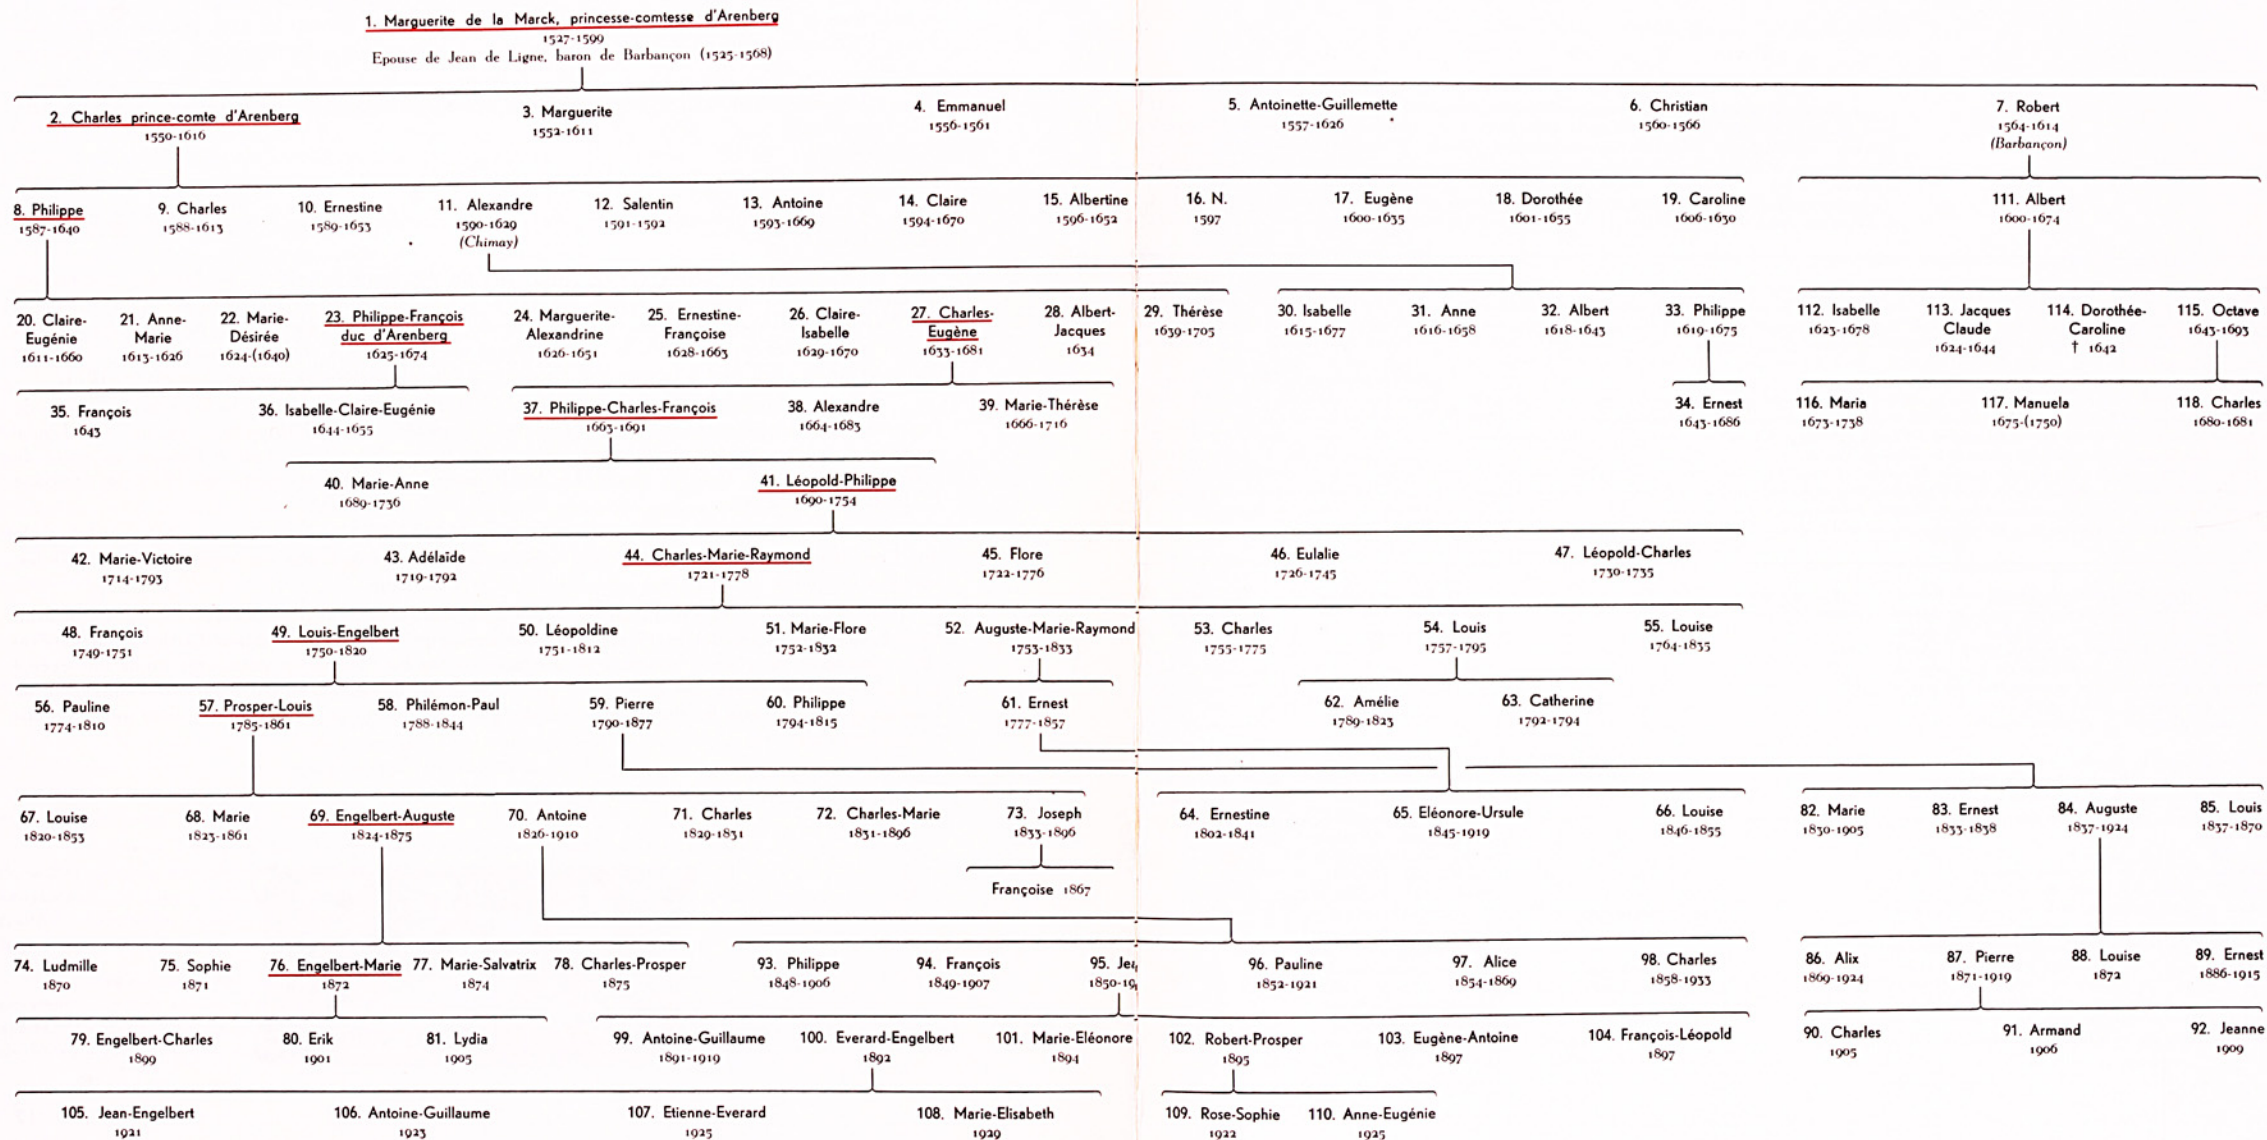 1. Marguerite de la Marck, princesse-comtesse d'Arenberg
1527-1599
Epouse de Jean de Ligne, baron de Barbançon (1525-1568)
2. Charles prince-comte d'Arenberg
1550-1616
3. Marguerite
1552-1611
4. Emmanuel
1556-1561
5. Antoinette-Guillemette
1557-1626
6. Christian
1560-1566
7. Robert
1564-1614
(Barbançon)
8. Philippe
1587-1640
9. Charles
1588-1613
10. Ernestine
1589-1653
11. Alexandre
1590-1629
(Chimay)
12. Salentin
1591-1592
13. Antoine
1593-1669
14. Claire
1594-1670
15. Albertine
1596-1652
16. N.
1597
17. Eugène
1600-1635
18. Dorothée
1601-1655
19. Caroline
1606-1630
111. Albert
1600-1674
20. Claire-
Eugénie
1611-1660
21. Anne-
Marie
1613-1626
22. Marie-
Désirée
1624-(1640)
23. Philippe-François
duc d'Arenberg
1625-1674
24. Marguerite-
Alexandrine
1626-1651
25. Ernestine-
Françoise
1628-1663
26. Claire-
Isabelle
1629-1670
27. Charles-
Eugène
1633-1681
28. Albert-
Jacques
1634
29. Thérèse
1639-1705
30. Isabelle
1615-1677
31. Anne
1616-1658
32. Albert
1618-1643
33. Philippe
1619-1675
112. Isabelle
1623-1678
113. Jacques
Claude
1624-1644
114. Dorothée-
Caroline
† 1642
115. Octave
1643-1693
35. François
1643
36. Isabelle-Claire-Eugénie
1644-1655
37. Philippe-Charles-François
1663-1691
38. Alexandre
1664-1683
39. Marie-Thérèse
1666-1716
34. Ernest
1643-1686
116. Maria
1673-1738
117. Manuela
1675-(1750)
118. Charles
1680-1681
40. Marie-Anne
1689-1736
41. Léopold-Philippe
1690-1754
42. Marie-Victoire
1714-1793
43. Adélaïde
1719-1792
44. Charles-Marie-Raymond
1721-1778
45. Flore
1722-1776
46. Eulalie
1726-1745
47. Léopold-Charles
1730-1735
48. François
1749-1751
49. Louis-Engelbert
1750-1820
50. Léopoldine
1751-1812
51. Marie-Flore
1752-1832
52. Auguste-Marie-Raymond
1753-1833
53. Charles
1755-1775
54. Louis
1757-1795
55. Louise
1764-1835
56. Pauline
1774-1810
57. Prosper-Louis
1785-1861
58. Philémon-Paul
1788-1844
59. Pierre
1790-1877
60. Philippe
1794-1815
61. Ernest
1777-1857
62. Amélie
1789-1823
63. Catherine
1792-1794
67. Louise
1820-1853
68. Marie
1823-1861
69. Engelbert-Auguste
1824-1875
70. Antoine
1826-1910
71. Charles
1829-1831
72. Charles-Marie
1831-1896
73. Joseph
1833-1896
64. Ernestine
1802-1841
65. Eléonore-Ursule
1845-1919
66. Louise
1846-1855
82. Marie
1830-1905
83. Ernest
1833-1838
84. Auguste
1837-1924
85. Louis
1837-1870
Françoise 1867
74. Ludmille
1870
75. Sophie
1871
76. Engelbert-Marie
1872
77. Marie-Salvatrix
1874
78. Charles-Prosper
1875
93. Philippe
1848-1906
94. François
1849-1907
95.
96. Pauline
1852-1921
97. Alice
1854-1869
98. Charles
1858-1933
86. Alix
1869-1924
87. Pierre
1871-1919
88. Louise
1872
89. Ernest
1886-1915
79. Engelbert-Charles
1899
80. Erik
1901
81. Lydia
1905
99. Antoine-Guillaume
1891-1919
100. Everard-Engelbert
1892
101. Marie-Eléonore
1894
102. Robert-Prosper
1895
103. Eugène-Antoine
1897
104. François-Léopold
1897
90. Charles
1905
91. Armand
1906
92. Jeanne
1909
105. Jean-Engelbert
1921
106. Antoine-Guillaume
1923
107. Etienne-Everard
1925
108. Marie-Elisabeth
1929
109. Rose-Sophie
1922
110. Anne-Eugénie
1925